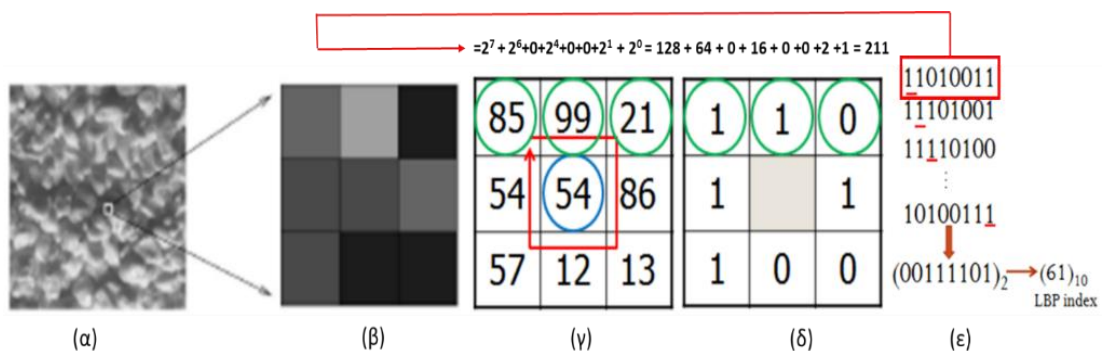 =2⁷ + 2⁶+0+2⁴+0+0+2¹ + 2⁰ = 128 + 64 + 0 + 16 + 0 +0 +2 +1 = 211
85 99 21
54 54 86
57 12 13
1 1 0
1 1
1 0 0
11010011
11101001
11110100
⋮
10100111
(00111101)₂ → (61)₁₀
LBP index
(α) (β) (γ) (δ) (ε)